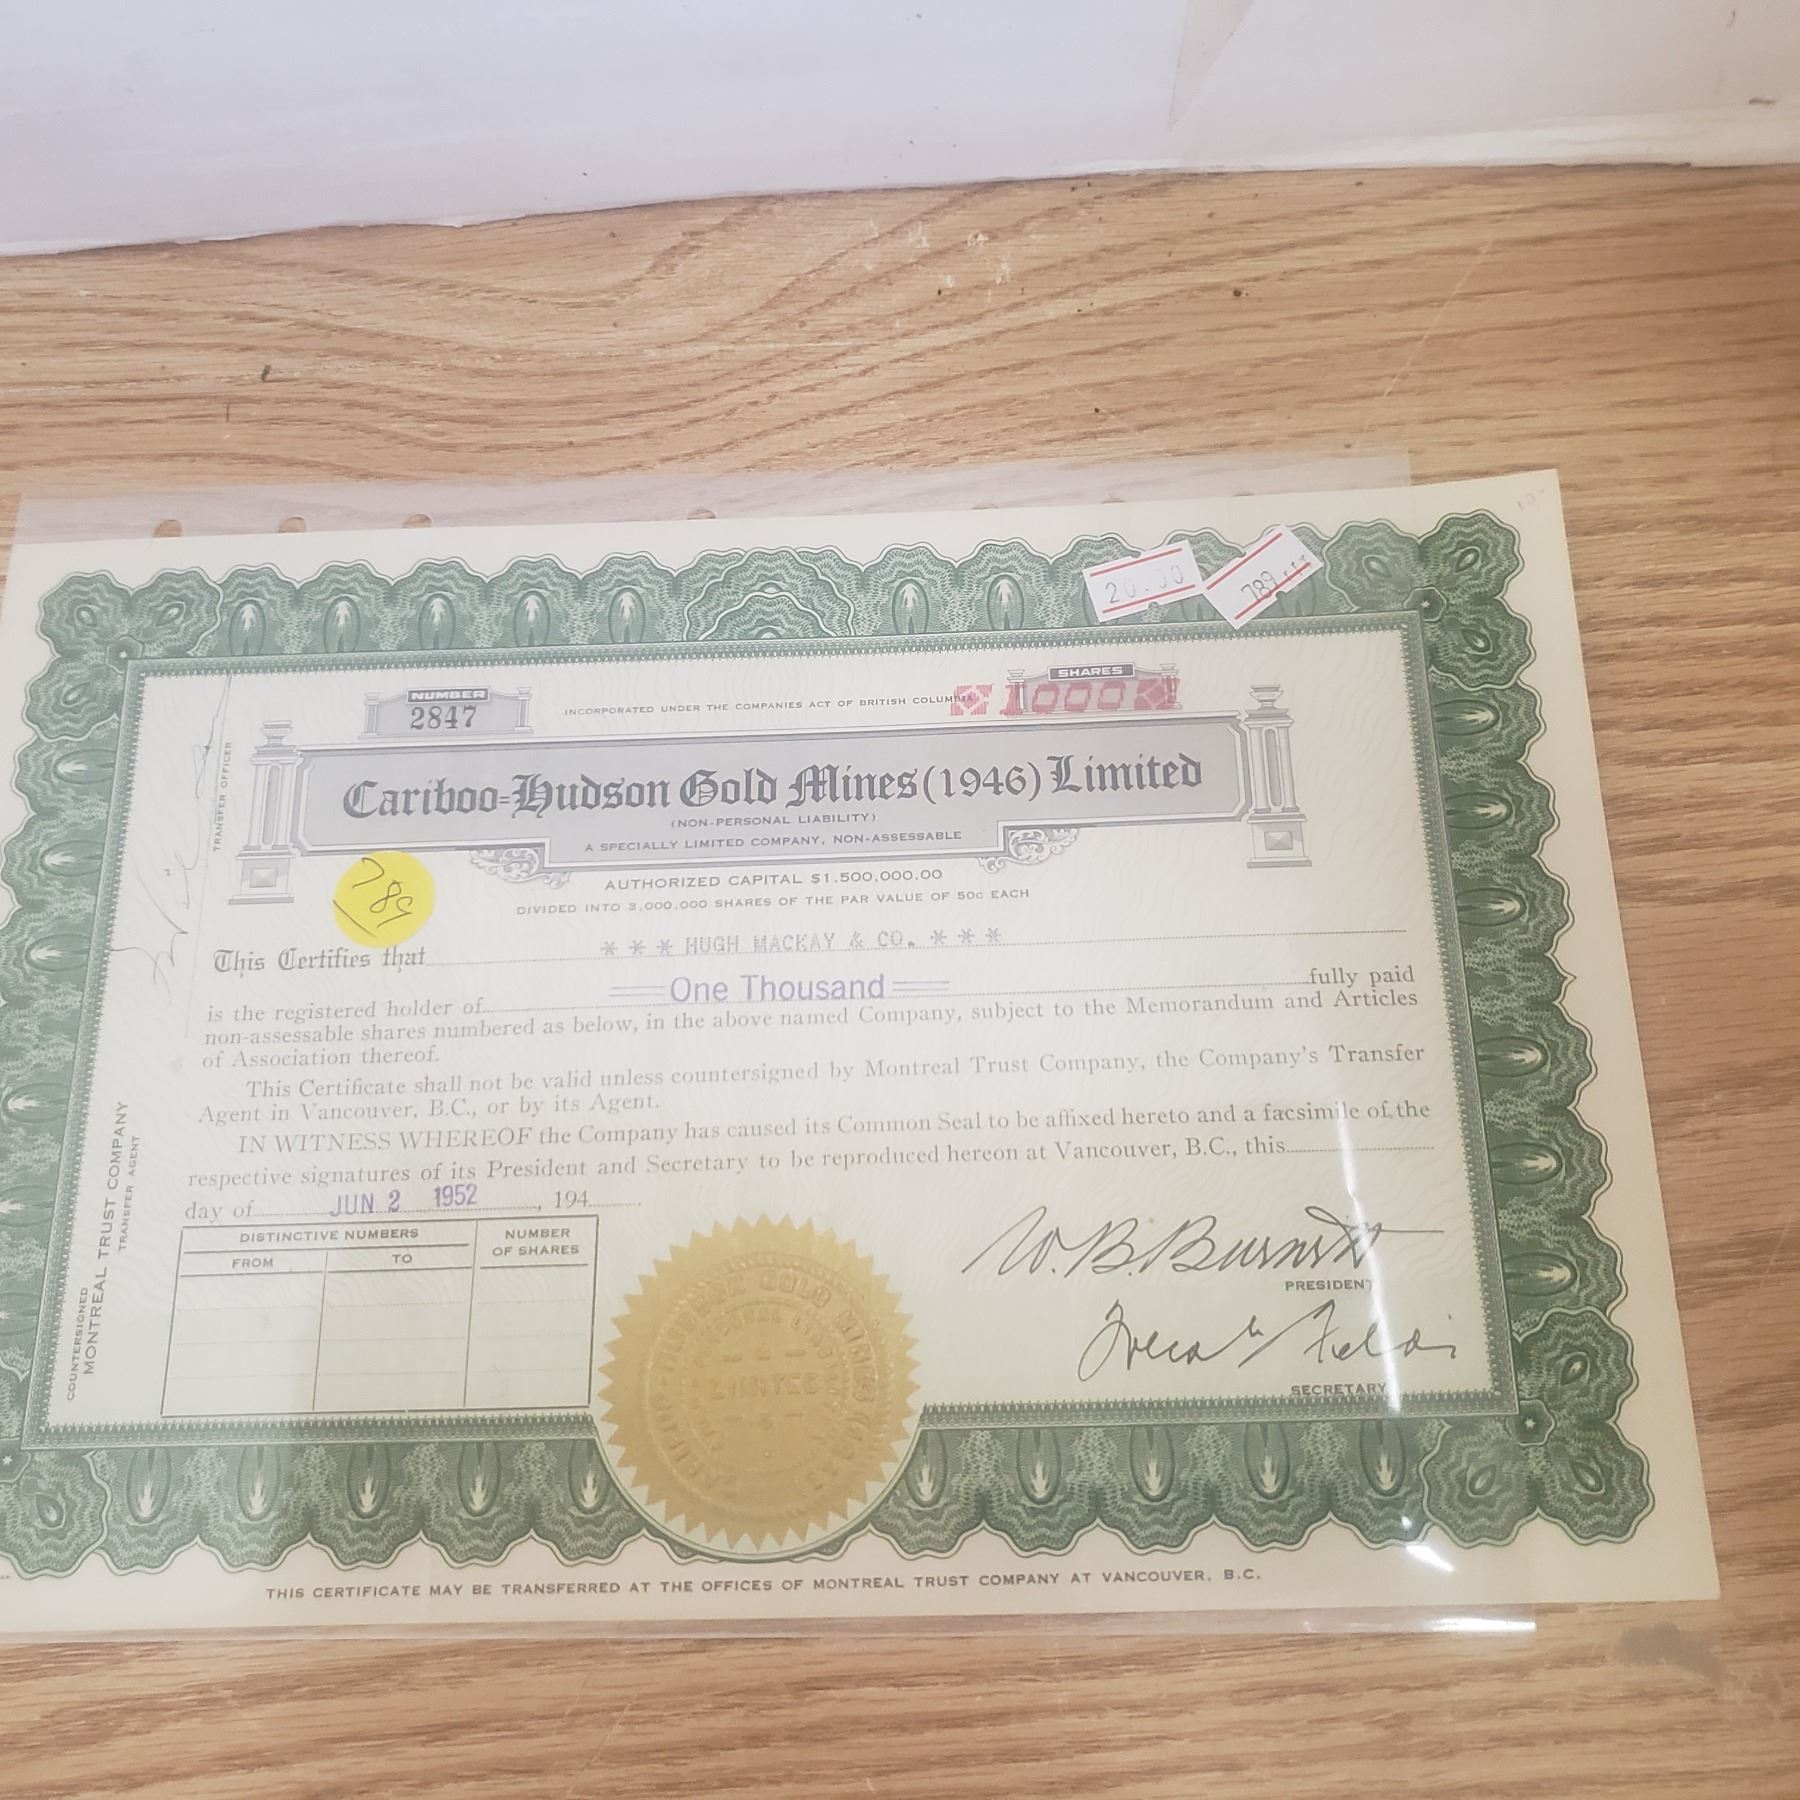 20.00
789
NUMBER
2847
INCORPORATED UNDER THE COMPANIES ACT OF BRITISH COLUMBIA
SHARES
1000
Cariboo-Hudson Gold Mines (1946) Limited
(NON-PERSONAL LIABILITY)
A SPECIALLY LIMITED COMPANY, NON-ASSESSABLE
AUTHORIZED CAPITAL $1,500,000.00
DIVIDED INTO 3,000,000 SHARES OF THE PAR VALUE OF 50c EACH
This Certifies that * * * HUGH MACKAY & CO. * * *
is the registered holder of One Thousand fully paid
non-assessable shares numbered as below, in the above named Company, subject to the Memorandum and Articles
of Association thereof.
This Certificate shall not be valid unless countersigned by Montreal Trust Company, the Company's Transfer
Agent in Vancouver, B.C., or by its Agent.
IN WITNESS WHEREOF the Company has caused its Common Seal to be affixed hereto and a facsimile of the
respective signatures of its President and Secretary to be reproduced hereon at Vancouver, B.C., this
day of JUN 2 1952, 194
DISTINCTIVE NUMBERS
NUMBER OF SHARES
FROM
TO
W. B. Burnett
PRESIDENT
SECRETARY
COUNTERSIGNED
MONTREAL TRUST COMPANY
TRANSFER AGENT
TRANSFER OFFICER
THIS CERTIFICATE MAY BE TRANSFERRED AT THE OFFICES OF MONTREAL TRUST COMPANY AT VANCOUVER, B.C.